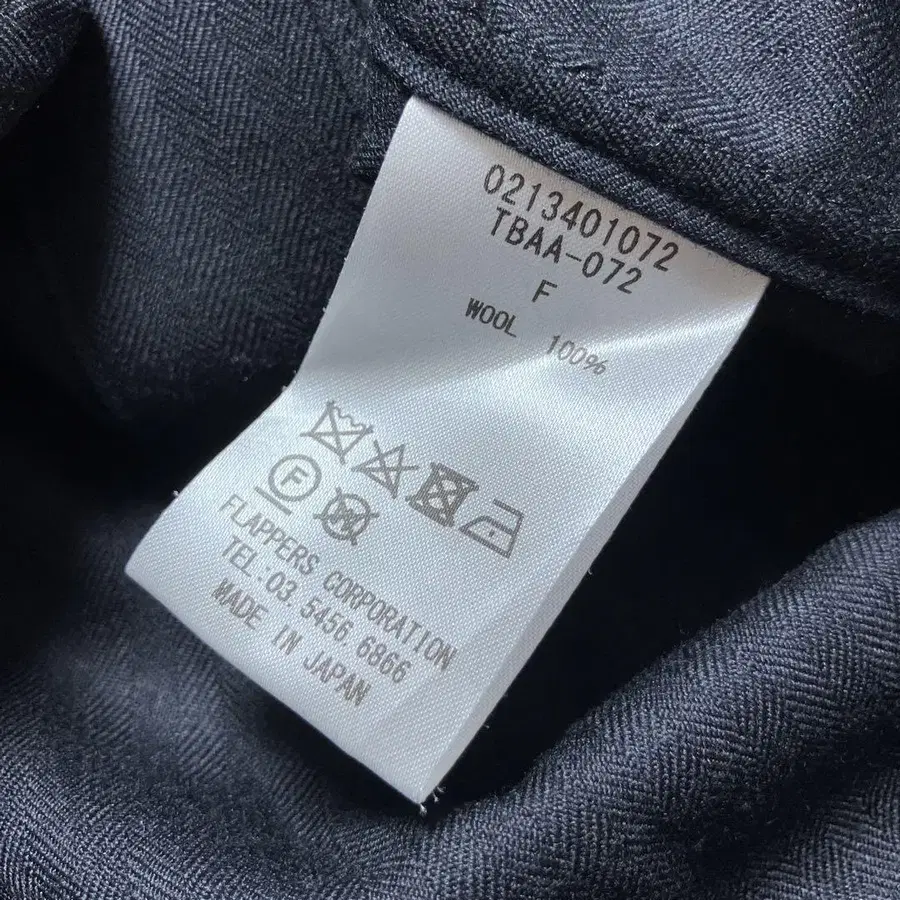 0213401072
TBAA-072
F
WOOL 100%
F
W
FLAPPERS CORPORATION
TEL:03.5456.6866
MADE IN JAPAN